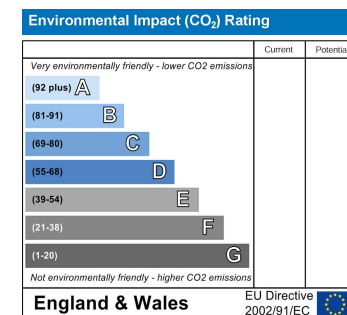 Environmental Impact (CO₂) Rating
Current Potentia
Very environmentally friendly - lower CO2 emissions
(92 plus) A
(81-91) B
(69-80) C
(55-68) D
(39-54) E
(21-38) F
(1-20) G
Not environmentally friendly - higher CO2 emissions
England & Wales
EU Directive
2002/91/EC